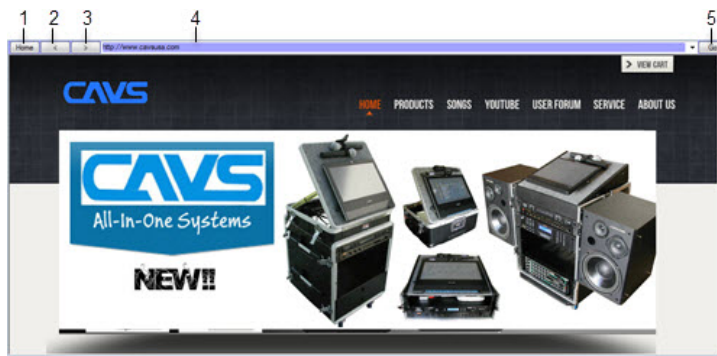 1 2 3 4 5
Home < > http://www.cavsusa.com Go
> VIEW CART
CAVS
HOME PRODUCTS SONGS YOUTUBE USER FORUM SERVICE ABOUT US
CAVS
All-In-One Systems
NEW!!